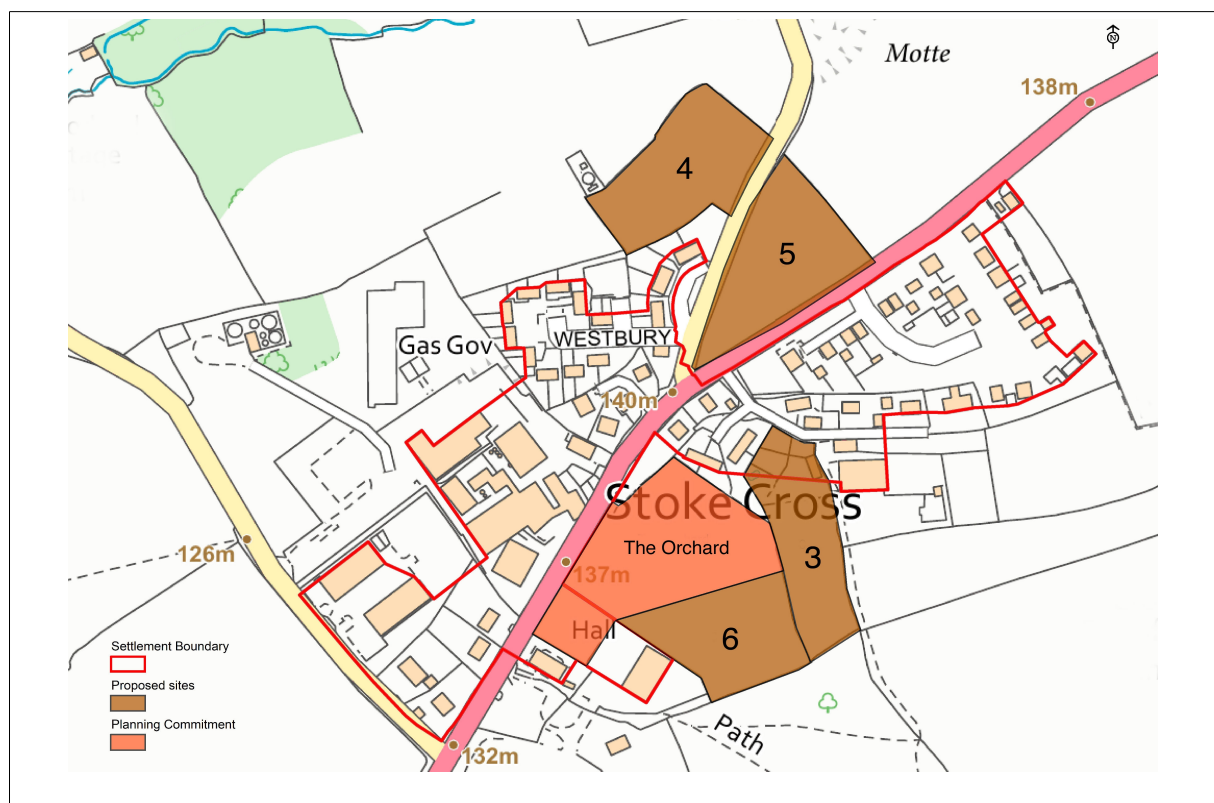 Motte
N
138m
4
5
Gas Gov
WESTBURY
140m
Stoke Cross
The Orchard
3
126m
137m
Hall
6
Settlement Boundary
Proposed sites
Planning Commitment
Path
132m